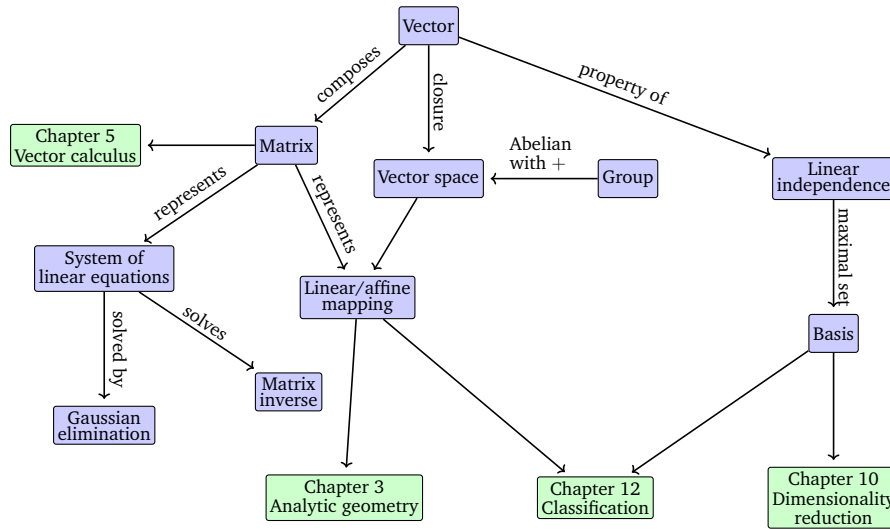 Vector
composes
closure
property of
Chapter 5
Vector calculus
Matrix
Abelian
with +
Vector space
Group
Linear
independence
represents
represents
maximal set
System of
linear equations
Linear/affine
mapping
solved by
solves
Basis
Matrix
inverse
Gaussian
elimination
Chapter 3
Analytic geometry
Chapter 12
Classification
Chapter 10
Dimensionality
reduction